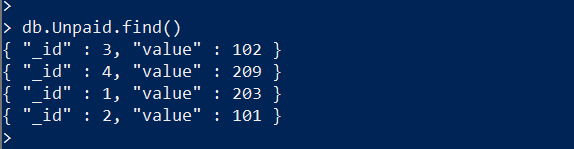 >
> db.Unpaid.find()
{ "_id" : 3, "value" : 102 }
{ "_id" : 4, "value" : 209 }
{ "_id" : 1, "value" : 203 }
{ "_id" : 2, "value" : 101 }
>